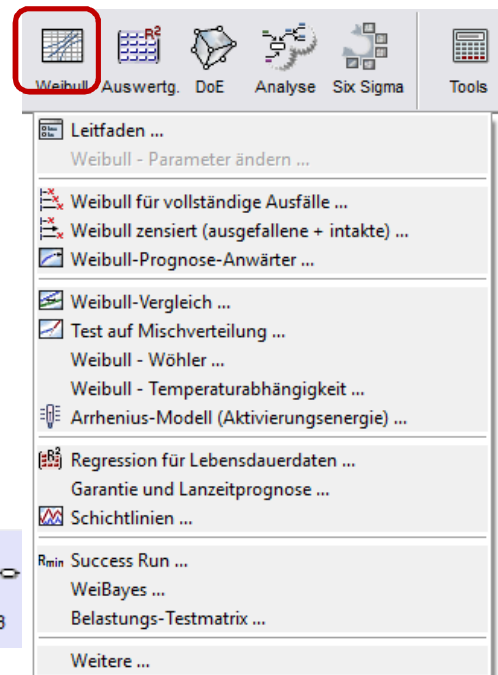 Weibull Auswertg. DoE Analyse Six Sigma Tools
Leitfaden ...
Weibull - Parameter ändern ...
Weibull für vollständige Ausfälle ...
Weibull zensiert (ausgefallene + intakte) ...
Weibull-Prognose-Anwärter ...
Weibull-Vergleich ...
Test auf Mischverteilung ...
Weibull - Wöhler ...
Weibull - Temperaturabhängigkeit ...
Arrhenius-Modell (Aktivierungsenergie) ...
R² Regression für Lebensdauerdaten ...
Garantie und Lanzeitprognose ...
Schichtlinien ...
Rmin Success Run ...
WeiBayes ...
Belastungs-Testmatrix ...
Weitere ...